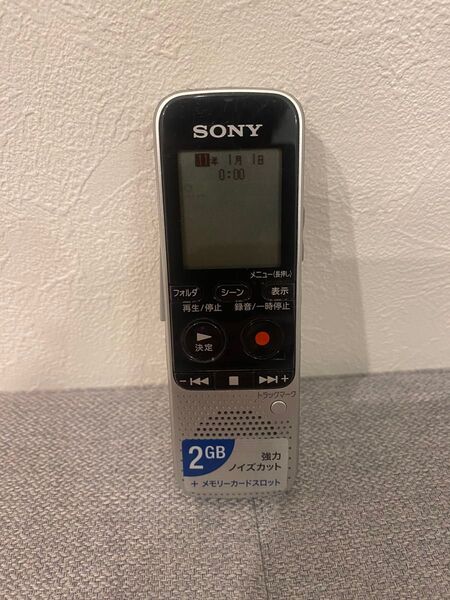 SONY
11年 1月 1日
0:00
メニュー(長押し)
フォルダ シーン 表示
再生/停止 録音/一時停止
決定
トラックマーク
2GB
強力
ノイズカット
+ メモリーカードスロット